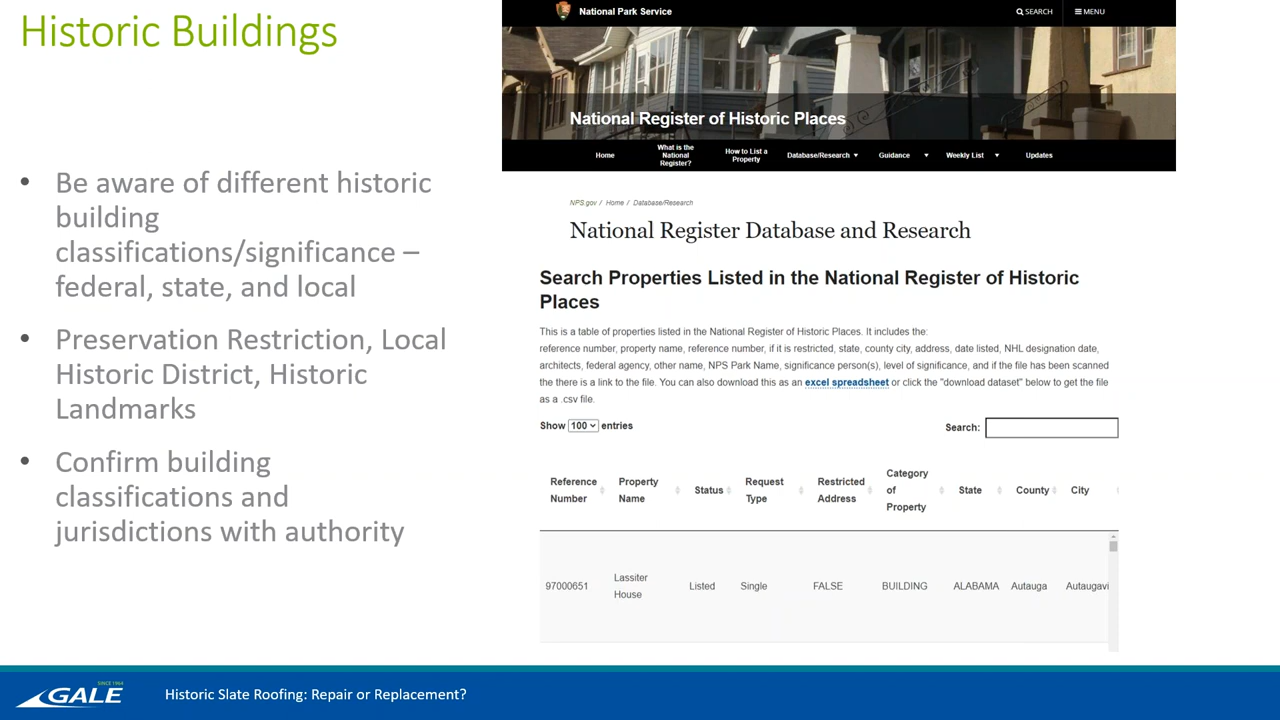 Historic Buildings
• Be aware of different historic
building
classifications/significance –
federal, state, and local
• Preservation Restriction, Local
Historic District, Historic
Landmarks
• Confirm building
classifications and
jurisdictions with authority
National Park Service
SEARCH
MENU
National Register of Historic Places
Home
What is the
National
Register?
How to List a
Property
Database/Research
Guidance
Weekly List
Updates
NPS.gov / Home / Database/Research
National Register Database and Research
Search Properties Listed in the National Register of Historic
Places
This is a table of properties listed in the National Register of Historic Places. It includes the:
reference number, property name, reference number, if it is restricted, state, county city, address, date listed, NHL designation date,
architects, federal agency, other name, NPS Park Name, significance person(s), level of significance, and if the file has been scanned
the there is a link to the file. You can also download this as an excel spreadsheet or click the "download dataset" below to get the file
as a .csv file.
Show 100 entries
Search:
Reference
Number
Property
Name
Status
Request
Type
Restricted
Address
Category
of
Property
State
County
City
97000651
Lassiter
House
Listed
Single
FALSE
BUILDING
ALABAMA
Autauga
Autaugavi
SINCE 1964
GALE
Historic Slate Roofing: Repair or Replacement?